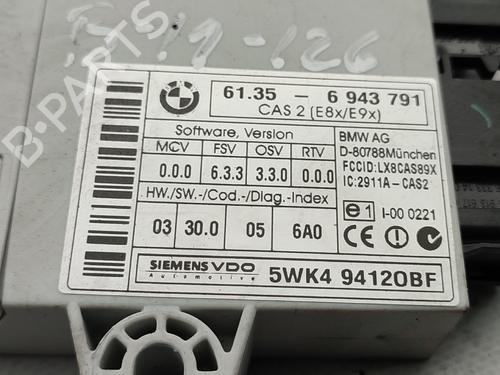 B-PARTS
BMW
61.35 - 6 943 791
CAS 2 (E8x/E9x)
Software, Version
MCV FSV OSV RTV
0.0.0 6.3.3 3.3.0 0.0.0
HW./SW.-/Cod.-/Diag.-Index
03 30.0 05 6A0
BMW AG
D-80788München
FCCID:LX8CAS89X
IC:2911A-CAS2
e1 I-00 0221
CE
SIEMENS VDO
Automotive
5WK4 94120BF